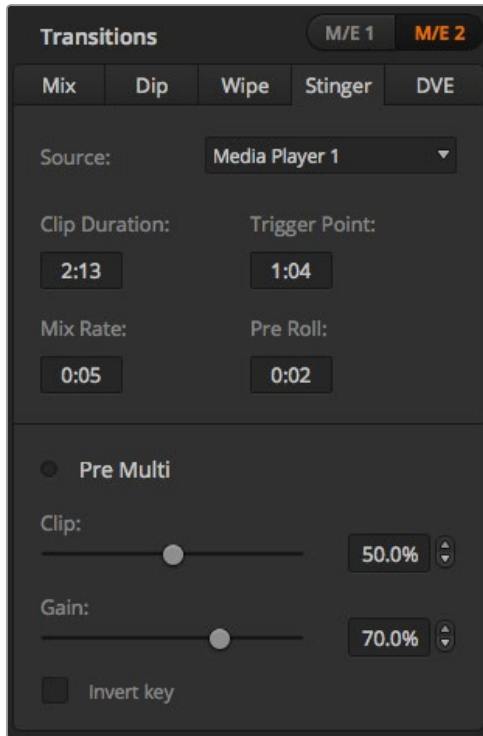 Transitions M/E 1 M/E 2
Mix Dip Wipe Stinger DVE
Source: Media Player 1
Clip Duration: Trigger Point:
2:13 1:04
Mix Rate: Pre Roll:
0:05 0:02
Pre Multi
Clip:
50.0%
Gain:
70.0%
Invert key